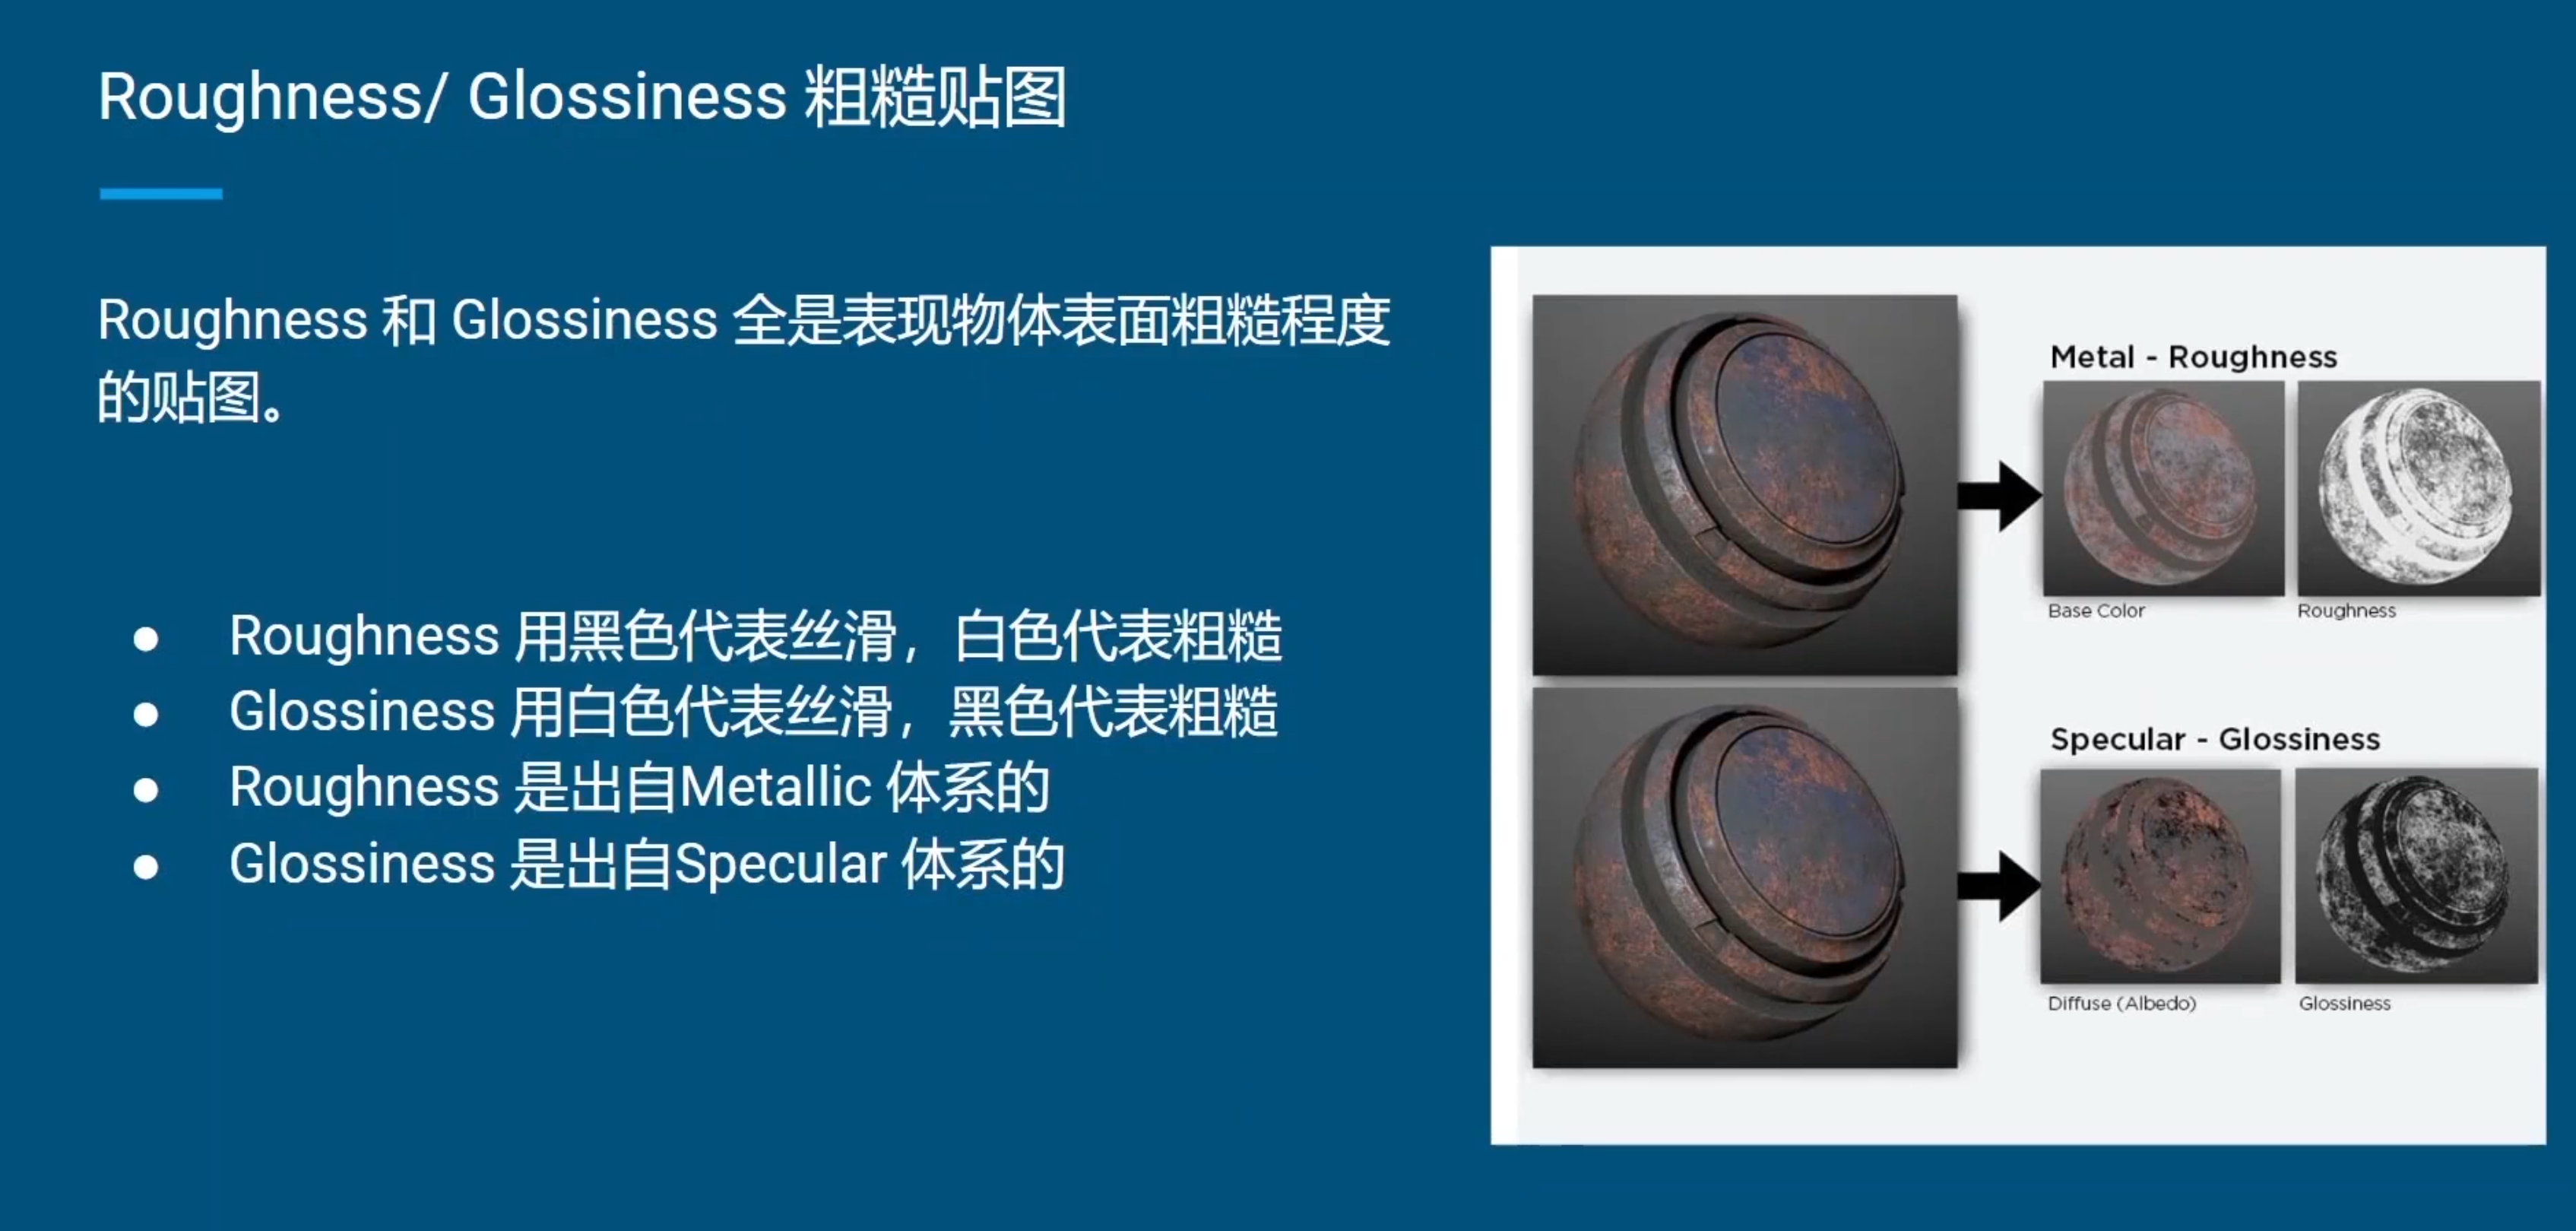 Roughness/ Glossiness 粗糙贴图
Roughness 和 Glossiness 全是表现物体表面粗糙程度
的贴图。
● Roughness 用黑色代表丝滑，白色代表粗糙
● Glossiness 用白色代表丝滑，黑色代表粗糙
● Roughness 是出自Metallic 体系的
● Glossiness 是出自Specular 体系的
Metal - Roughness
Base Color
Roughness
Specular - Glossiness
Diffuse (Albedo)
Glossiness